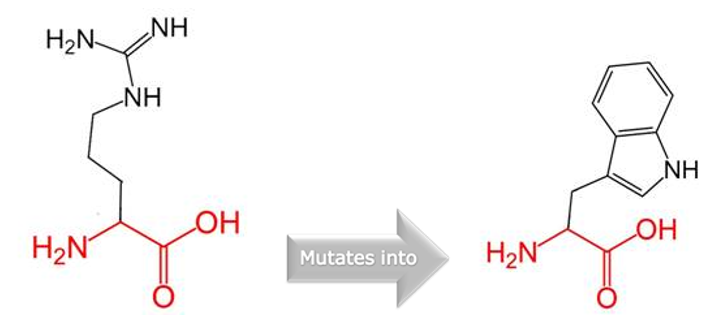 H₂N NH
NH
NH
OH
H₂N
O
Mutates into
OH
H₂N
O